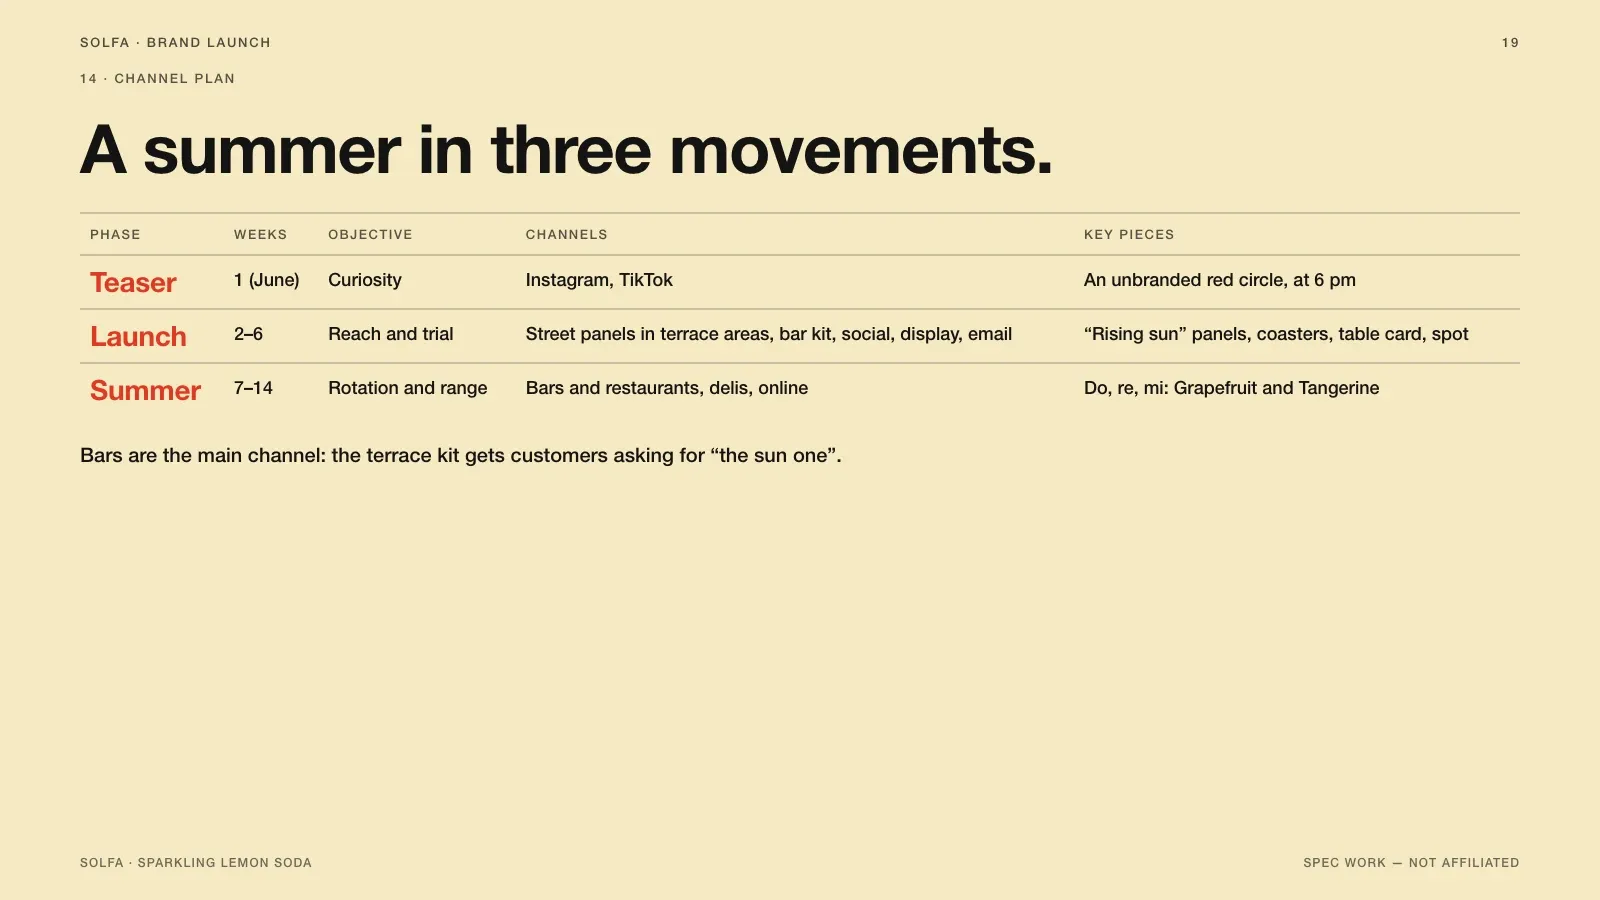 SOLFA · BRAND LAUNCH 19
14 · CHANNEL PLAN
A summer in three movements.
PHASE WEEKS OBJECTIVE CHANNELS KEY PIECES
Teaser 1 (June) Curiosity Instagram, TikTok An unbranded red circle, at 6 pm
Launch 2–6 Reach and trial Street panels in terrace areas, bar kit, social, display, email “Rising sun” panels, coasters, table card, spot
Summer 7–14 Rotation and range Bars and restaurants, delis, online Do, re, mi: Grapefruit and Tangerine
Bars are the main channel: the terrace kit gets customers asking for “the sun one”.
SOLFA · SPARKLING LEMON SODA SPEC WORK — NOT AFFILIATED